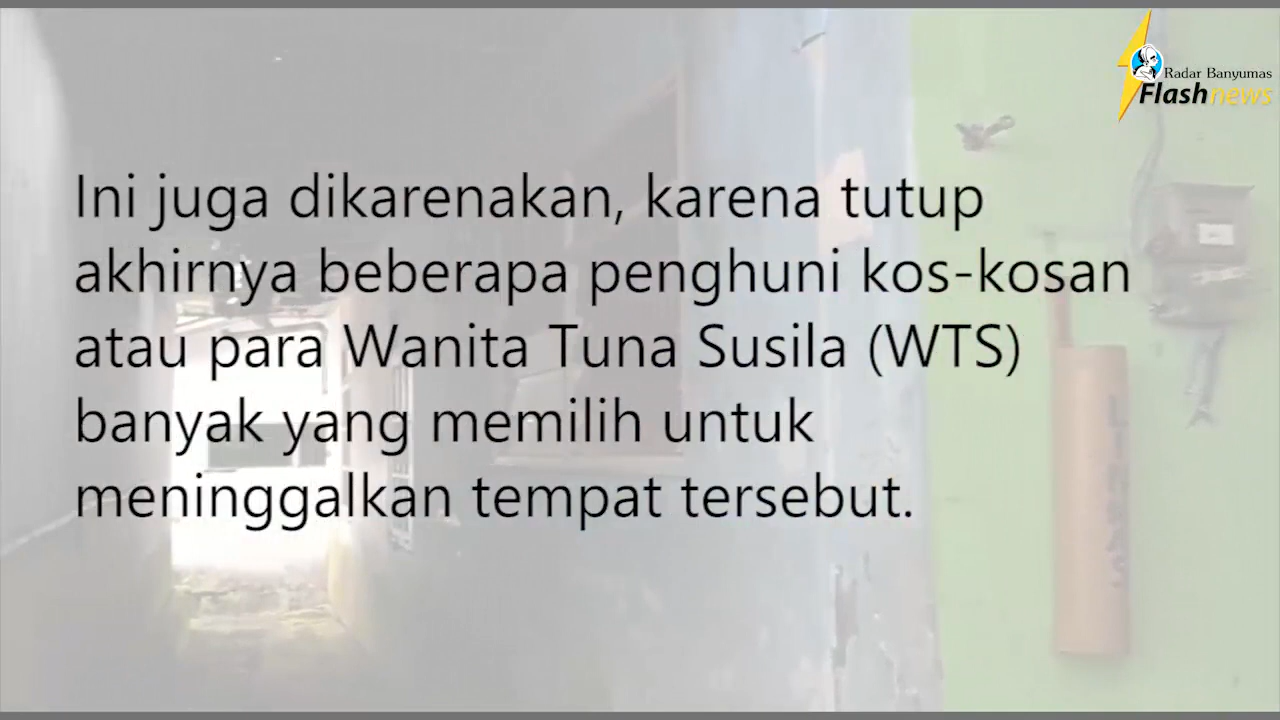 Radar Banyumas
Flash news
Ini juga dikarenakan, karena tutup
akhirnya beberapa penghuni kos-kosan
atau para Wanita Tuna Susila (WTS)
banyak yang memilih untuk
meninggalkan tempat tersebut.